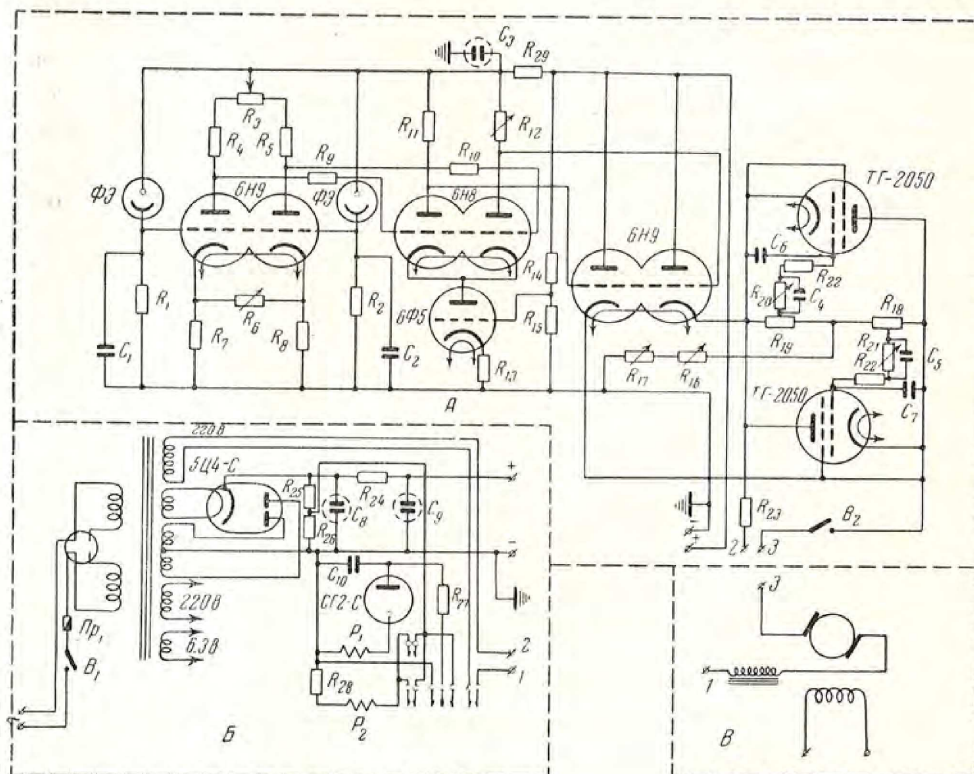 C₃
R₂₉
R₃
R₄
R₅
R₁₁
R₁₂
R₉
R₁₀
6Н9
ФЭ
ФЭ
6Н8
6Н9
ТГ-2050
C₆
R₂₂
R₂₀
C₄
R₁₈
R₁₉
R₁₄
R₁₅
R₁
R₆
R₂
6Ф5
R₇
R₈
C₁
C₂
R₁₃
R₁₇
R₁₆
R₂₁
R₂₂
C₅
ТГ-2050
C₇
А
R₂₃
B₂
-
+
2
3
220В
5Ц4-С
R₂₅
R₂₄
+
C₈
C₉
R₂₆
-
C₁₀
СГ2-С
R₂₇
220В
6.3В
Пр₁
B₁
P₁
R₂₈
P₂
2
1
Б
3
1
В